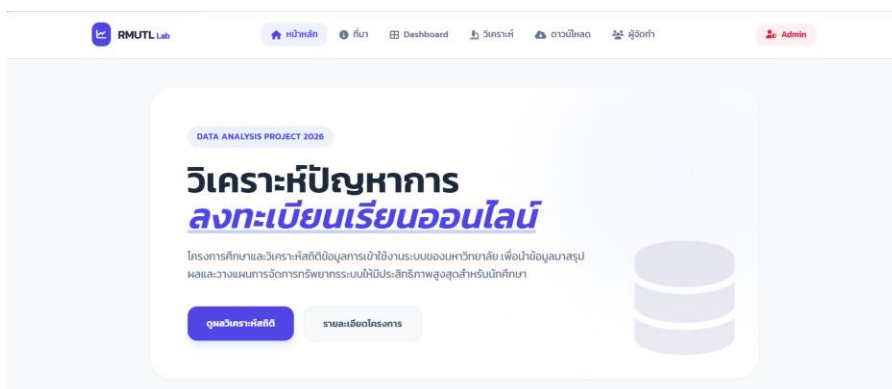 RMUTL Lab
หน้าหลัก
ที่มา
Dashboard
วิเคราะห์
ดาวน์โหลด
ผู้จัดทำ
Admin
DATA ANALYSIS PROJECT 2026
วิเคราะห์ปัญหาการ
ลงทะเบียนเรียนออนไลน์
โครงการศึกษาและวิเคราะห์สถิติข้อมูลการเข้าใช้งานระบบของมหาวิทยาลัย เพื่อนำข้อมูลมาสรุป
ผลและวางแผนการจัดการทรัพยากรระบบให้มีประสิทธิภาพสูงสุดสำหรับนักศึกษา
ดูผลวิเคราะห์สถิติ
รายละเอียดโครงการ